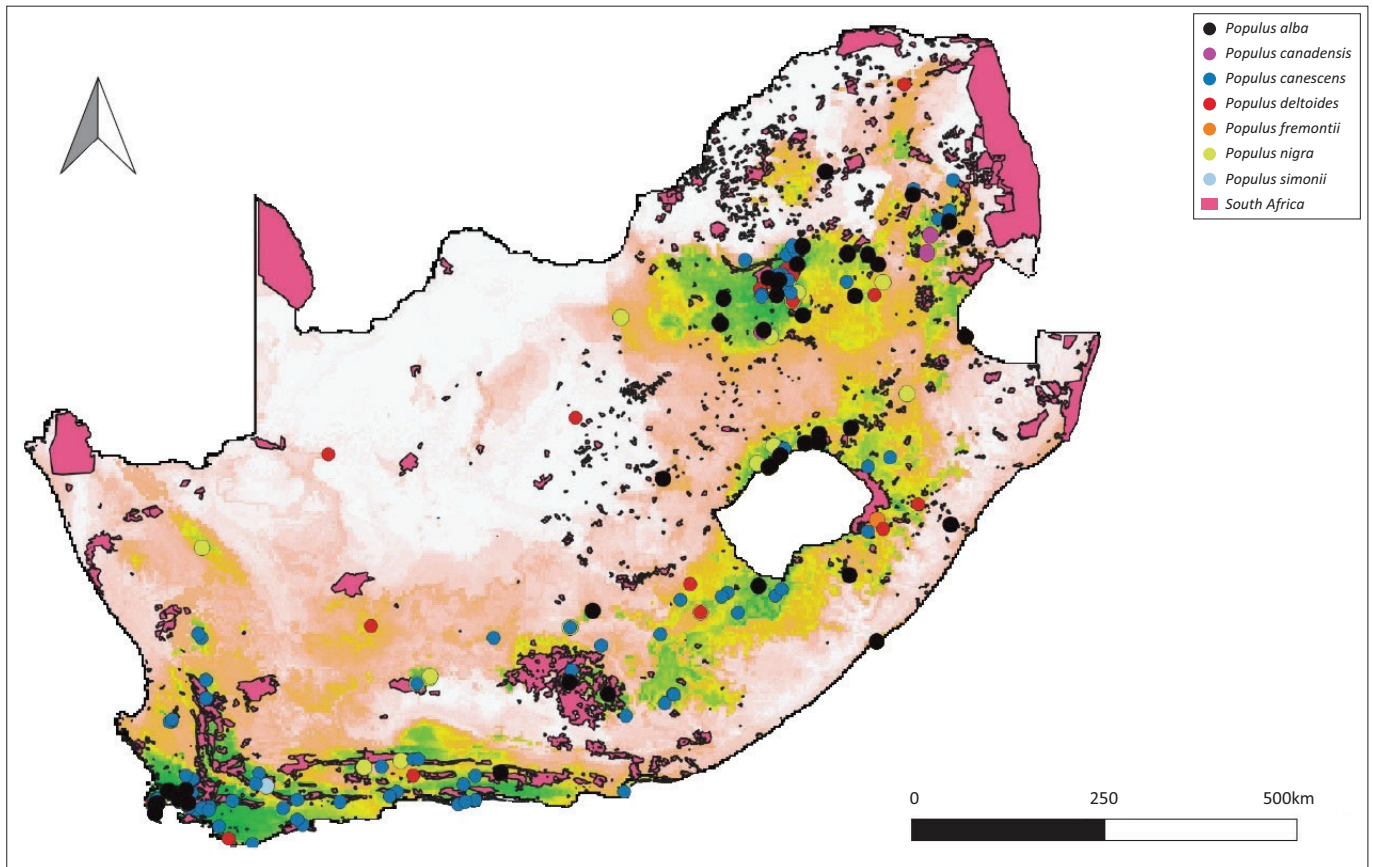 Populus alba
Populus canadensis
Populus canescens
Populus deltoides
Populus fremontii
Populus nigra
Populus simonii
South Africa
0 250 500km